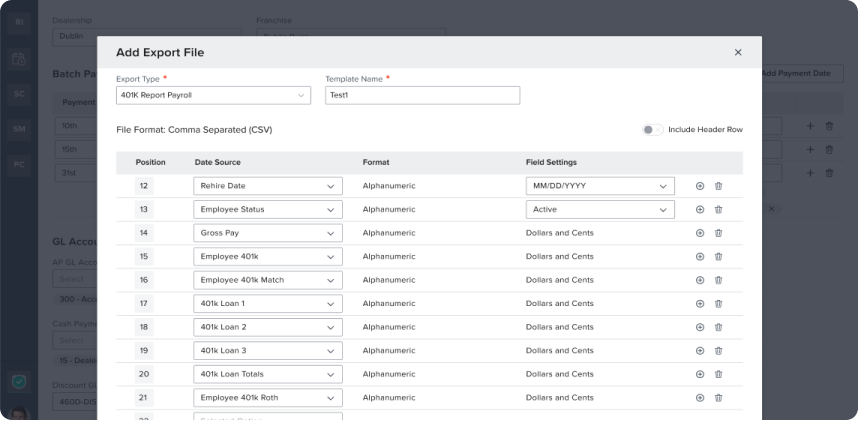 RI
Dealership
Franchise
Dublin
Add Export File
Batch Pa
Export Type *
Template Name *
Add Payment Date
401K Report Payroll
Test1
SC
Payment
10th
SM
File Format: Comma Separated (CSV)
Include Header Row
15th
PC
Position Date Source Format Field Settings
31st
12 Rehire Date Alphanumeric MM/DD/YYYY
13 Employee Status Alphanumeric Active
14 Gross Pay Alphanumeric Dollars and Cents
GL Accou
15 Employee 401k Alphanumeric Dollars and Cents
AP GL Acco
16 Employee 401k Match Alphanumeric Dollars and Cents
Select
300 - Acc
17 401k Loan 1 Alphanumeric Dollars and Cents
Cash Payme
18 401k Loan 2 Alphanumeric Dollars and Cents
Select
19 401k Loan 3 Alphanumeric Dollars and Cents
15 - Deale
20 401k Loan Totals Alphanumeric Dollars and Cents
Discount GL
21 Employee 401k Roth Alphanumeric Dollars and Cents
#60D-DIS